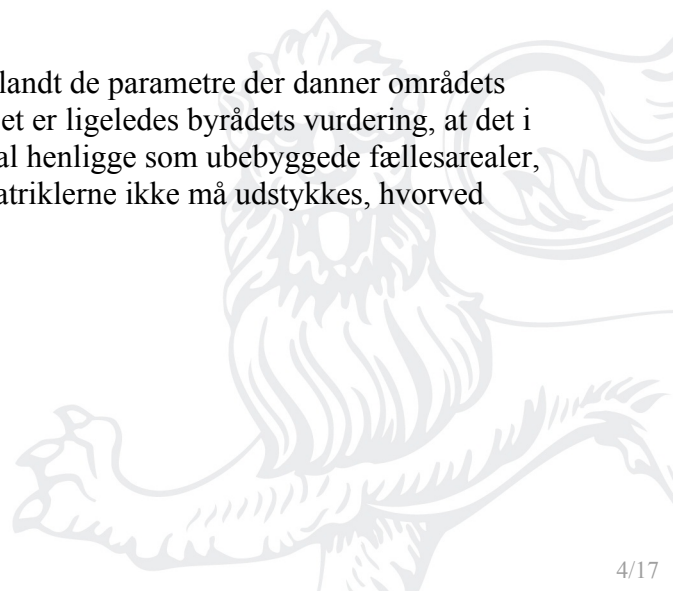 landt de parametre der danner områdets
et er ligeledes byrådets vurdering, at det i
al henligge som ubebyggede fællesarealer,
atriklerne ikke må udstykkes, hvorved
4/17